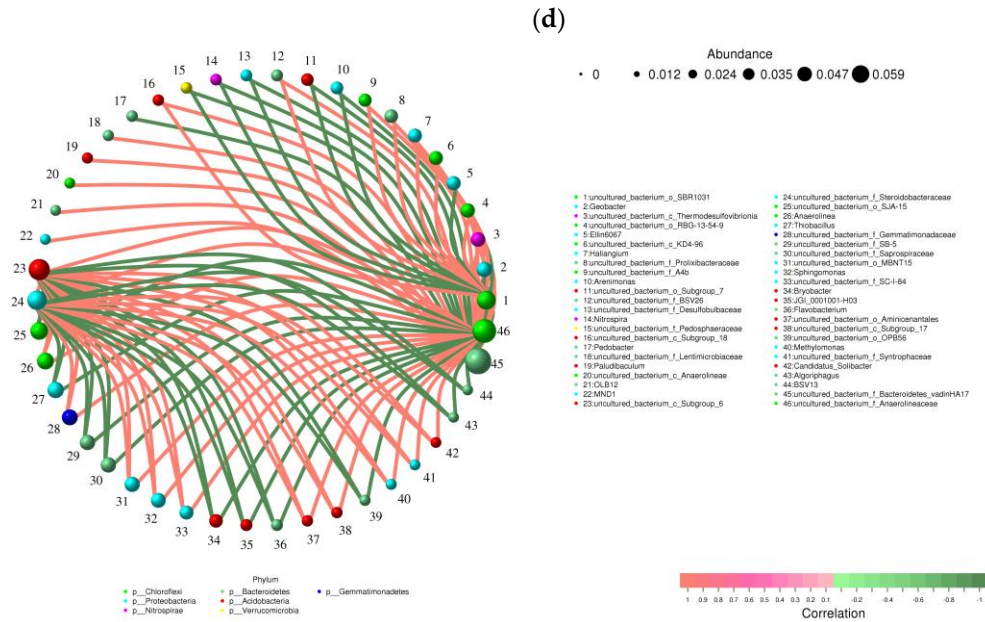 (d)
Abundance
0 0.012 0.024 0.035 0.047 0.059
12
11
13
14
10
15
9
16
8
17
7
18
6
19
5
20
4
21
3
22
2
23
1
24
46
25
45
26
44
27
43
28
42
29
41
30
40
31
39
32
38
33
37
34
36
35
1:uncultured_bacterium_o_SBR1031
2:Geobacter
3:uncultured_bacterium_c_Thermodesulfovibrionia
4:uncultured_bacterium_o_RBG-13-54-9
5:Ellin6067
6:uncultured_bacterium_c_KD4-96
7:Haliangium
8:uncultured_bacterium_f_Prolixibacteraceae
9:uncultured_bacterium_f_A4b
10:Arenimonas
11:uncultured_bacterium_o_Subgroup_7
12:uncultured_bacterium_f_BSV26
13:uncultured_bacterium_f_Desulfobulbaceae
14:Nitrospira
15:uncultured_bacterium_f_Pedosphaeraceae
16:uncultured_bacterium_c_Subgroup_18
17:Pedobacter
18:uncultured_bacterium_f_Lentimicrobiaceae
19:Paludibaculum
20:uncultured_bacterium_c_Anaerolineae
21:OLB12
22:MND1
23:uncultured_bacterium_c_Subgroup_6
24:uncultured_bacterium_f_Steroidobacteraceae
25:uncultured_bacterium_o_SJA-15
26:Anaerolinea
27:Thiobacillus
28:uncultured_bacterium_f_Gemmatimonadaceae
29:uncultured_bacterium_f_SB-5
30:uncultured_bacterium_f_Saprospiraceae
31:uncultured_bacterium_o_MBNT15
32:Sphingomonas
33:uncultured_bacterium_f_SC-I-84
34:Bryobacter
35:JGI_0001001-H03
36:Flavobacterium
37:uncultured_bacterium_o_Aminicenantales
38:uncultured_bacterium_c_Subgroup_17
39:uncultured_bacterium_o_OPB56
40:Methylomonas
41:uncultured_bacterium_f_Syntrophaceae
42:Candidatus_Solibacter
43:Algoriphagus
44:BSV13
45:uncultured_bacterium_f_Bacteroidetes_vadinHA17
46:uncultured_bacterium_f_Anaerolineaceae
Phylum
p__Chloroflexi p__Bacteroidetes p__Gemmatimonadetes
p__Proteobacteria p__Acidobacteria
p__Nitrospirae p__Verrucomicrobia
1 0.9 0.8 0.7 0.6 0.5 0.4 0.3 0.2 0.1 -0.2 -0.4 -0.6 -0.8 -1
Correlation